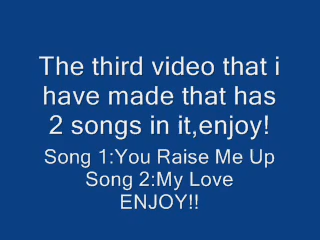 The third video that i
have made that has
2 songs in it,enjoy!
Song 1:You Raise Me Up
Song 2:My Love
ENJOY!!